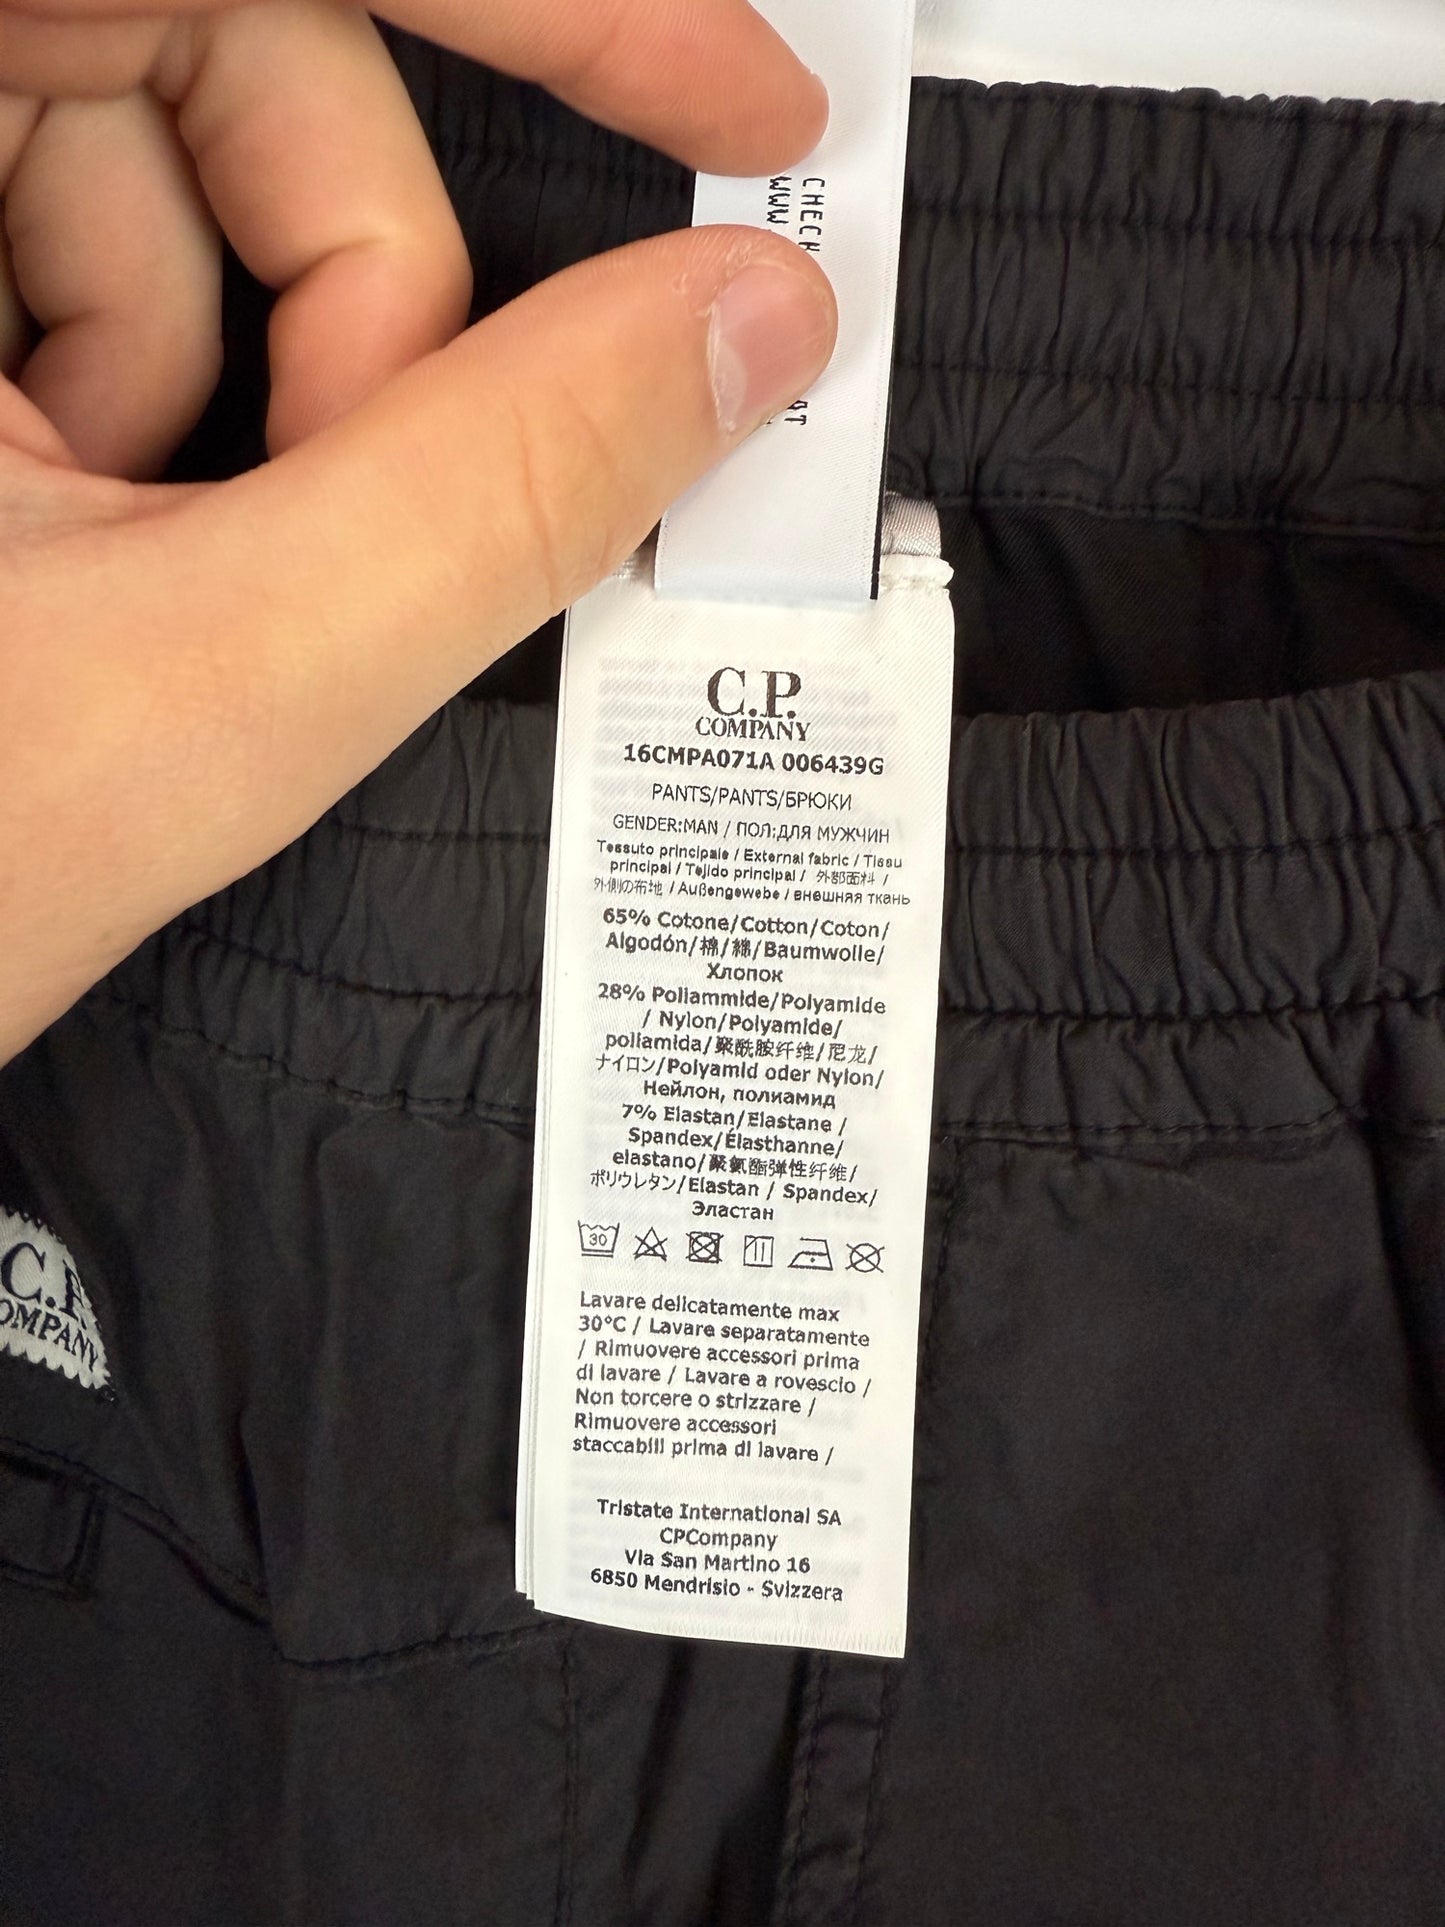 CHECK
WWW
C.P.
COMPANY
16CMPA071A 006439G
PANTS/PANTS/БРЮКИ
GENDER:MAN / ПОЛ:ДЛЯ МУЖЧИН
Tessuto principale / External fabric / Tissu
principal / Tejido principal / 外部面料 /
外側の布地 / Außengewebe / внешняя ткань
65% Cotone/Cotton/Coton/
Algodón/棉/綿/Baumwolle/
Хлопок
28% Poliammide/Polyamide
/ Nylon/Polyamide/
poliamida/聚酰胺纤维/尼龙/
ナイロン/Polyamid oder Nylon/
Нейлон, полиамид
7% Elastan/Elastane /
Spandex/Élasthanne/
elastano/聚氨酯弹性纤维/
ポリウレタン/Elastan / Spandex/
Эластан
30
Lavare delicatamente max
30°C / Lavare separatamente
/ Rimuovere accessori prima
di lavare / Lavare a rovescio /
Non torcere o strizzare /
Rimuovere accessori
staccabili prima di lavare /
Tristate International SA
CPCompany
Via San Martino 16
6850 Mendrisio - Svizzera
C.P.
COMPANY